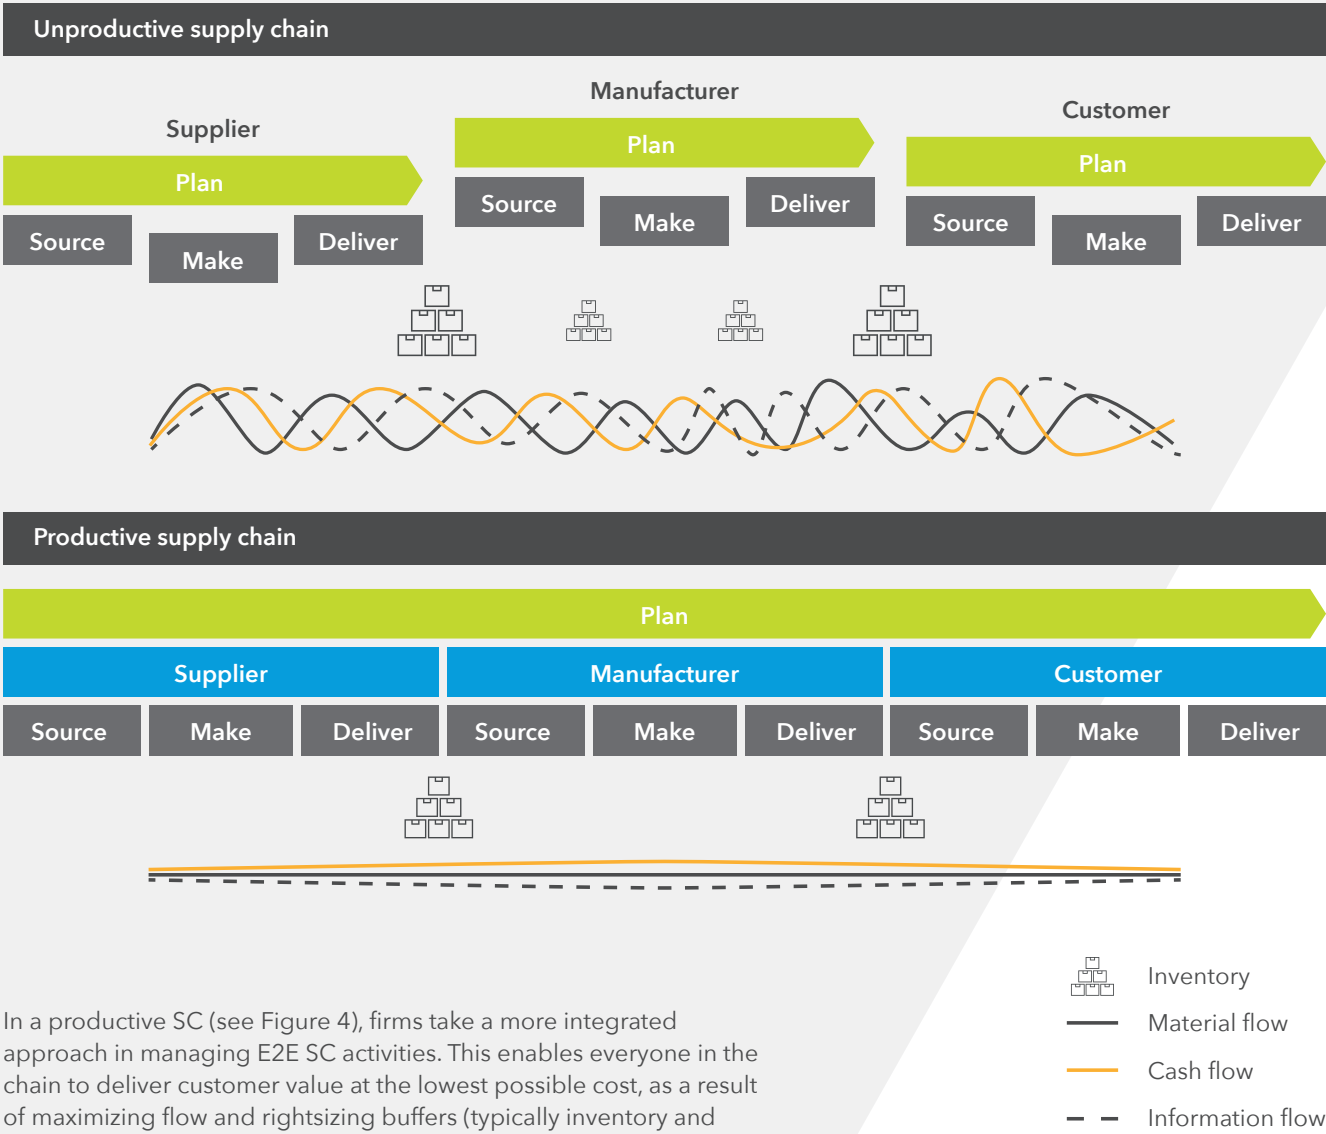 Unproductive supply chain
Supplier
Manufacturer
Customer
Plan
Plan
Plan
Source
Make
Deliver
Source
Make
Deliver
Source
Make
Deliver
Productive supply chain
Plan
Supplier
Manufacturer
Customer
Source
Make
Deliver
Source
Make
Deliver
Source
Make
Deliver
In a productive SC (see Figure 4), firms take a more integrated
approach in managing E2E SC activities. This enables everyone in the
chain to deliver customer value at the lowest possible cost, as a result
of maximizing flow and rightsizing buffers (typically inventory and
Inventory
Material flow
Cash flow
Information flow